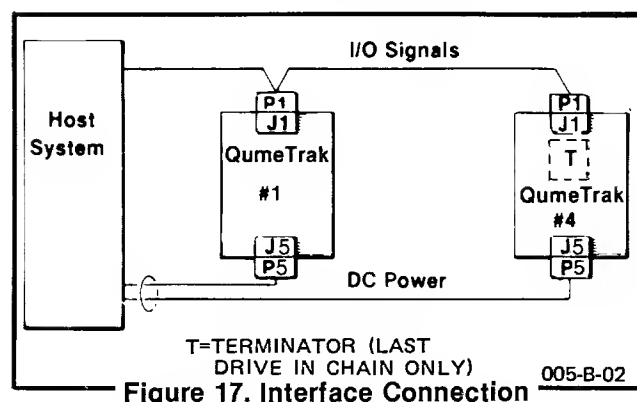 I/O Signals
Host
System
P1
J1
QumeTrak
#1
J5
P5
P1
J1
T
QumeTrak
#4
J5
P5
DC Power
T=TERMINATOR (LAST
DRIVE IN CHAIN ONLY)
005-B-02
Figure 17. Interface Connection